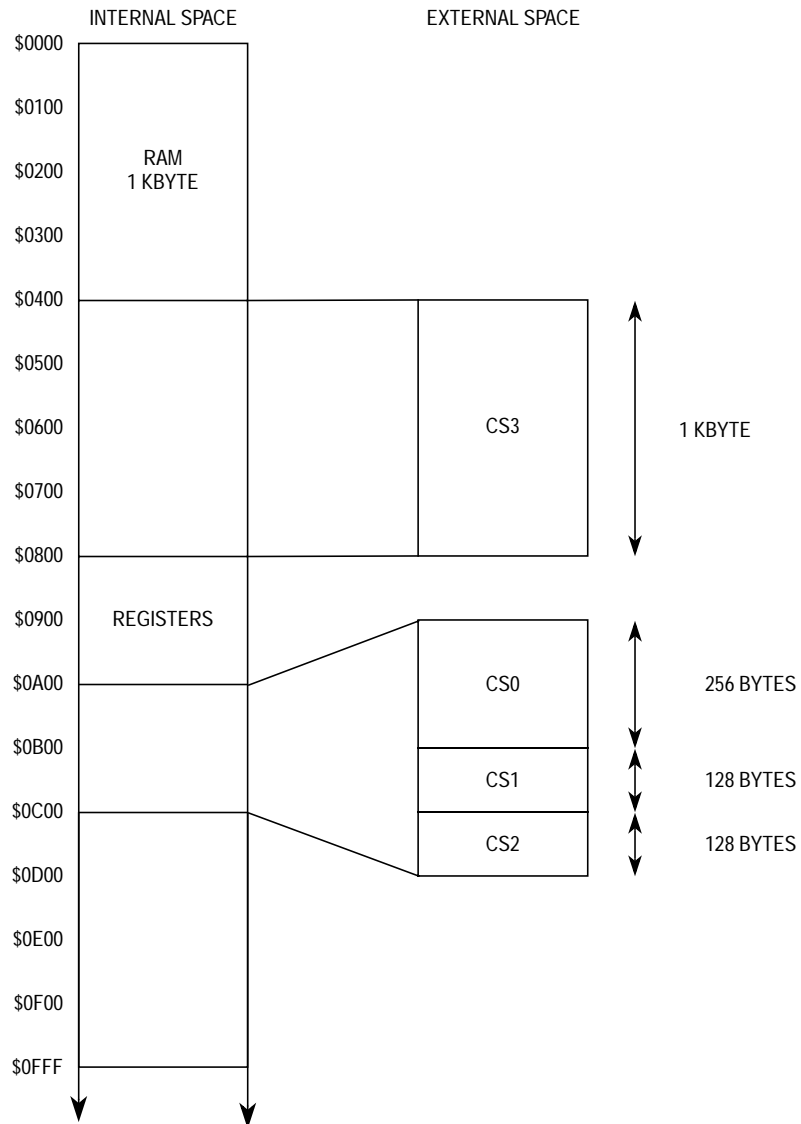 INTERNAL SPACE EXTERNAL SPACE
$0000
$0100
RAM
$0200
1 KBYTE
$0300
$0400
$0500
$0600 CS3 1 KBYTE
$0700
$0800
$0900 REGISTERS
$0A00 CS0 256 BYTES
$0B00
CS1 128 BYTES
$0C00
CS2 128 BYTES
$0D00
$0E00
$0F00
$0FFF